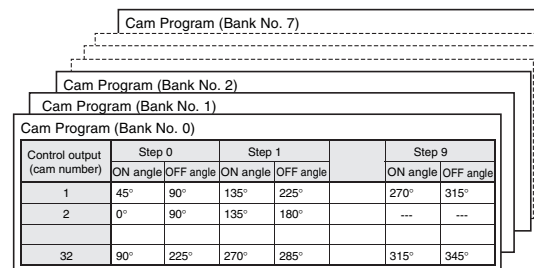 Cam Program (Bank No. 7)
Cam Program (Bank No. 2)
Cam Program (Bank No. 1)
Cam Program (Bank No. 0)
Control output (cam number) Step 0 Step 1 Step 9
ON angle OFF angle ON angle OFF angle ON angle OFF angle
1 45° 90° 135° 225° 270° 315°
2 0° 90° 135° 180° --- ---
32 90° 225° 270° 285° 315° 345°